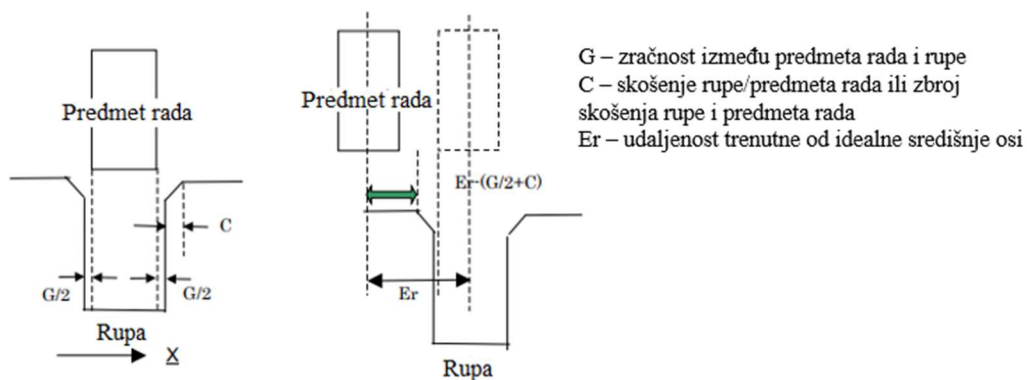 Predmet rada
C
G/2
G/2
Rupa
X
Predmet rada
Er-(G/2+C)
Er
Rupa
G – zračnost između predmeta rada i rupe
C – skošenje rupe/predmeta rada ili zbroj
skošenja rupe i predmeta rada
Er – udaljenost trenutne od idealne središnje osi